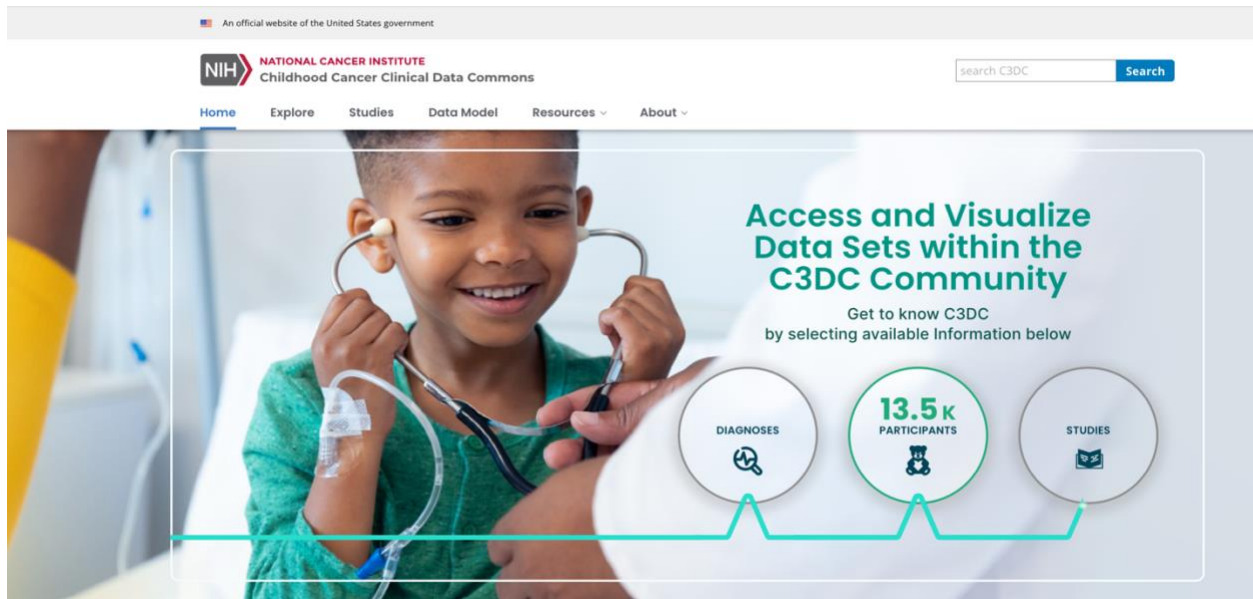 An official website of the United States government
NIH
NATIONAL CANCER INSTITUTE
Childhood Cancer Clinical Data Commons
search C3DC
Search
Home Explore Studies Data Model Resources About
Access and Visualize
Data Sets within the
C3DC Community
Get to know C3DC
by selecting available Information below
DIAGNOSES
13.5K
PARTICIPANTS
STUDIES